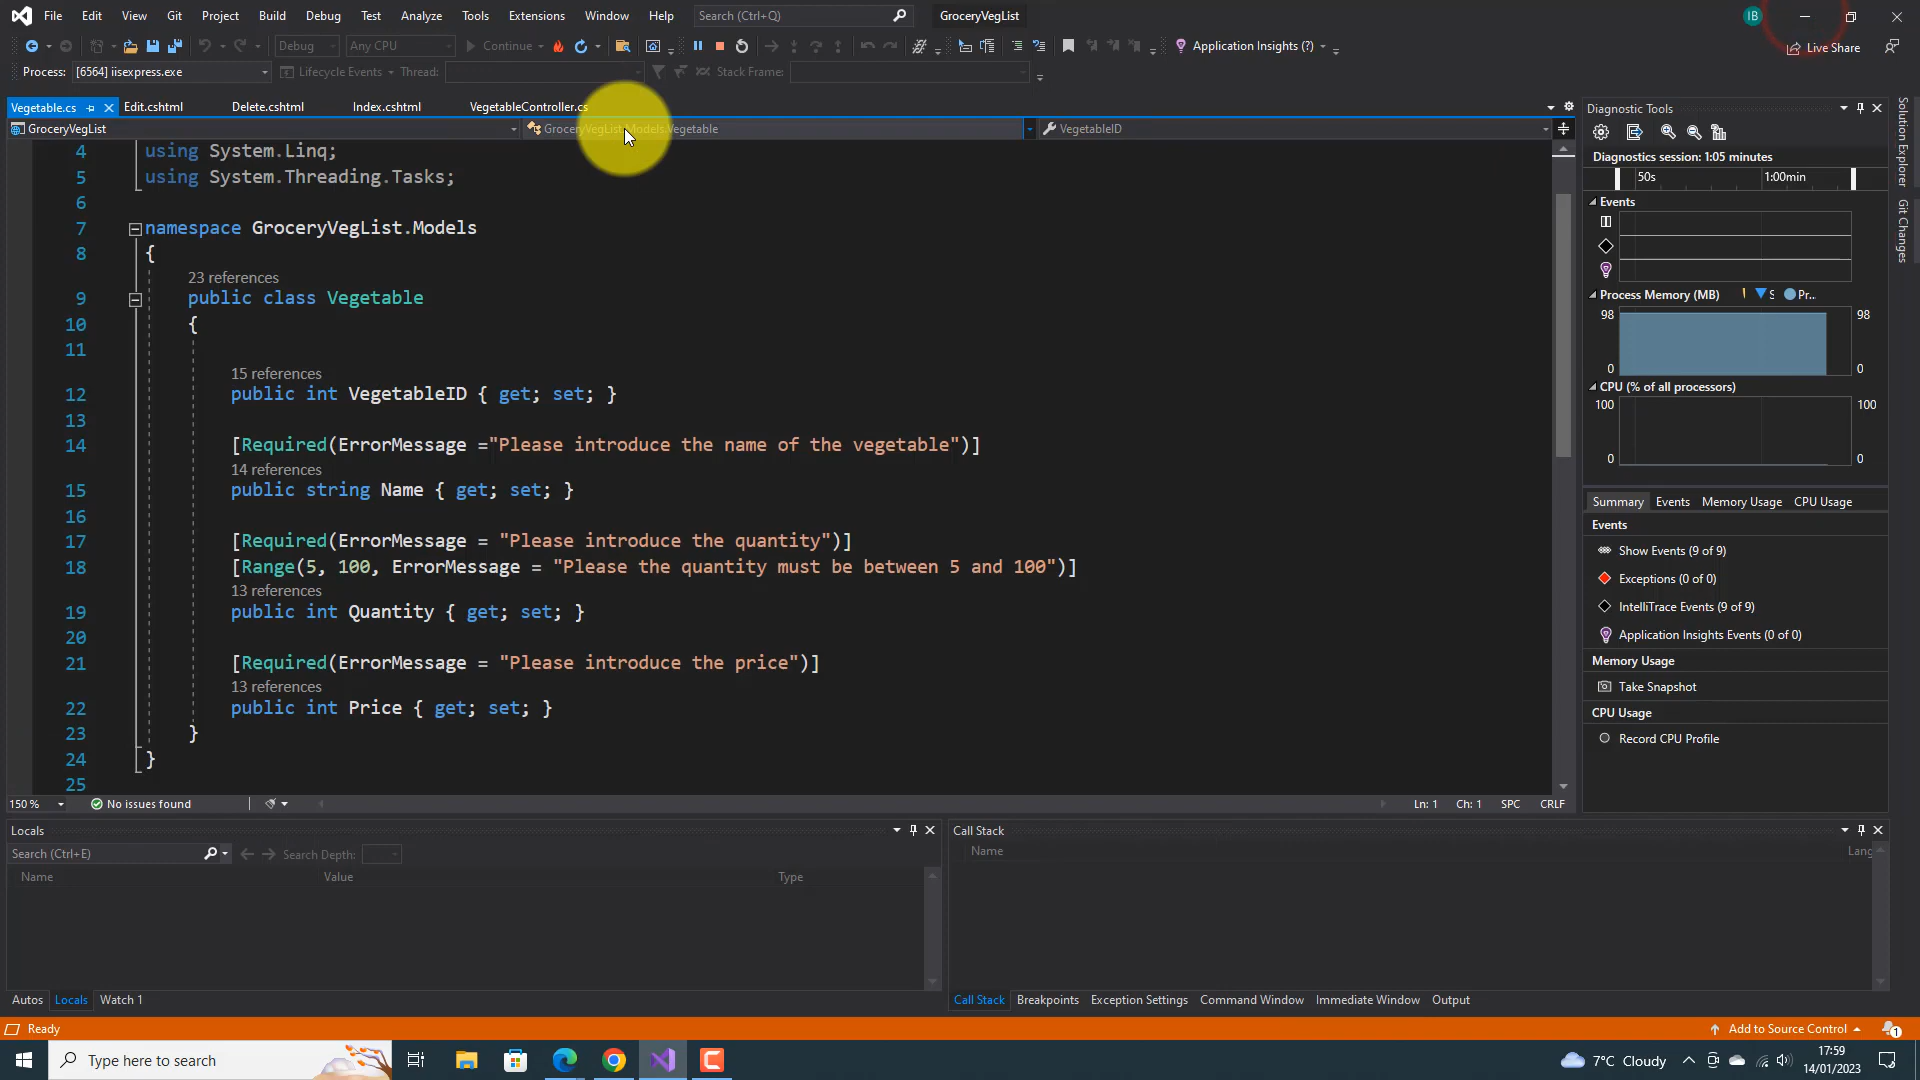 File Edit View Git Project Build Debug Test Analyze Tools Extensions Window Help Search (Ctrl+Q) GroceryVegList IB
Debug Any CPU Continue Application Insights (?) Live Share
Process: [6564] iisexpress.exe Lifecycle Events Thread: Stack Frame:
Vegetable.cs Edit.cshtml Delete.cshtml Index.cshtml VegetableController.cs
GroceryVegList GroceryVegList.Models.Vegetable VegetableID
4 using System.Linq;
5 using System.Threading.Tasks;
6
7 namespace GroceryVegList.Models
8 {
23 references
9 public class Vegetable
10 {
11
15 references
12 public int VegetableID { get; set; }
13
14 [Required(ErrorMessage ="Please introduce the name of the vegetable")]
14 references
15 public string Name { get; set; }
16
17 [Required(ErrorMessage = "Please introduce the quantity")]
18 [Range(5, 100, ErrorMessage = "Please the quantity must be between 5 and 100")]
13 references
19 public int Quantity { get; set; }
20
21 [Required(ErrorMessage = "Please introduce the price")]
13 references
22 public int Price { get; set; }
23 }
24 }
25
150 % No issues found Ln: 1 Ch: 1 SPC CRLF
Diagnostic Tools
Diagnostics session: 1:05 minutes
50s 1:00min
Events
Process Memory (MB) S Pr...
98 98
0 0
CPU (% of all processors)
100 100
0 0
Summary Events Memory Usage CPU Usage
Events
Show Events (9 of 9)
Exceptions (0 of 0)
IntelliTrace Events (9 of 9)
Application Insights Events (0 of 0)
Memory Usage
Take Snapshot
CPU Usage
Record CPU Profile
Solution Explorer
Git Changes
Locals
Search (Ctrl+E) Search Depth:
Name Value Type
Autos Locals Watch 1
Call Stack
Name Lang
Call Stack Breakpoints Exception Settings Command Window Immediate Window Output
Ready Add to Source Control 1
Type here to search 7°C Cloudy 17:59
14/01/2023